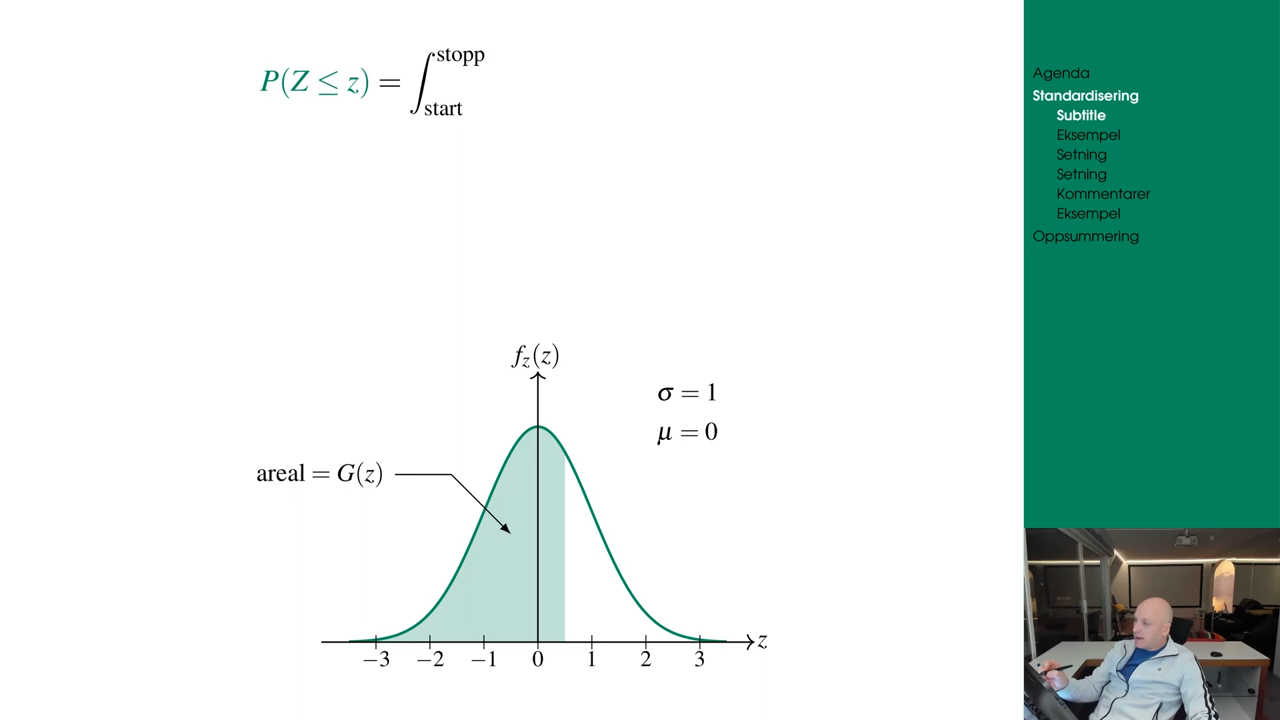 P(Z ≤ z) = ∫ stopp start
f_z(z)
σ = 1
μ = 0
areal = G(z)
−3 −2 −1 0 1 2 3 z
Agenda
Standardisering
Subtitle
Eksempel
Setning
Setning
Kommentarer
Eksempel
Oppsummering